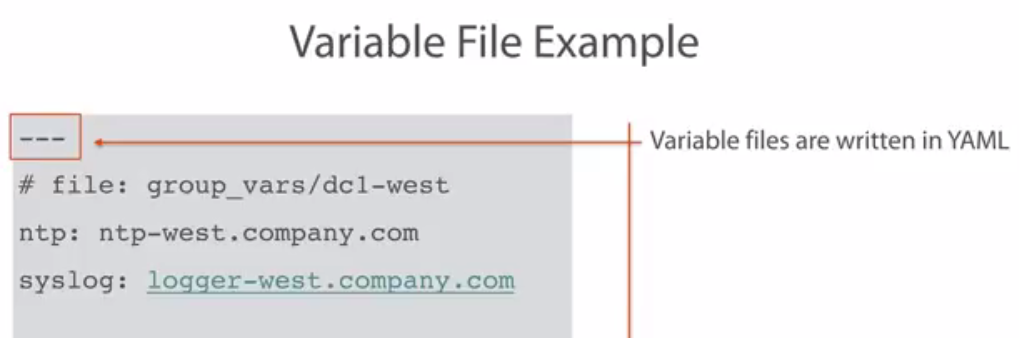 Variable File Example
---
Variable files are written in YAML
# file: group_vars/dc1-west
ntp: ntp-west.company.com
syslog: logger-west.company.com